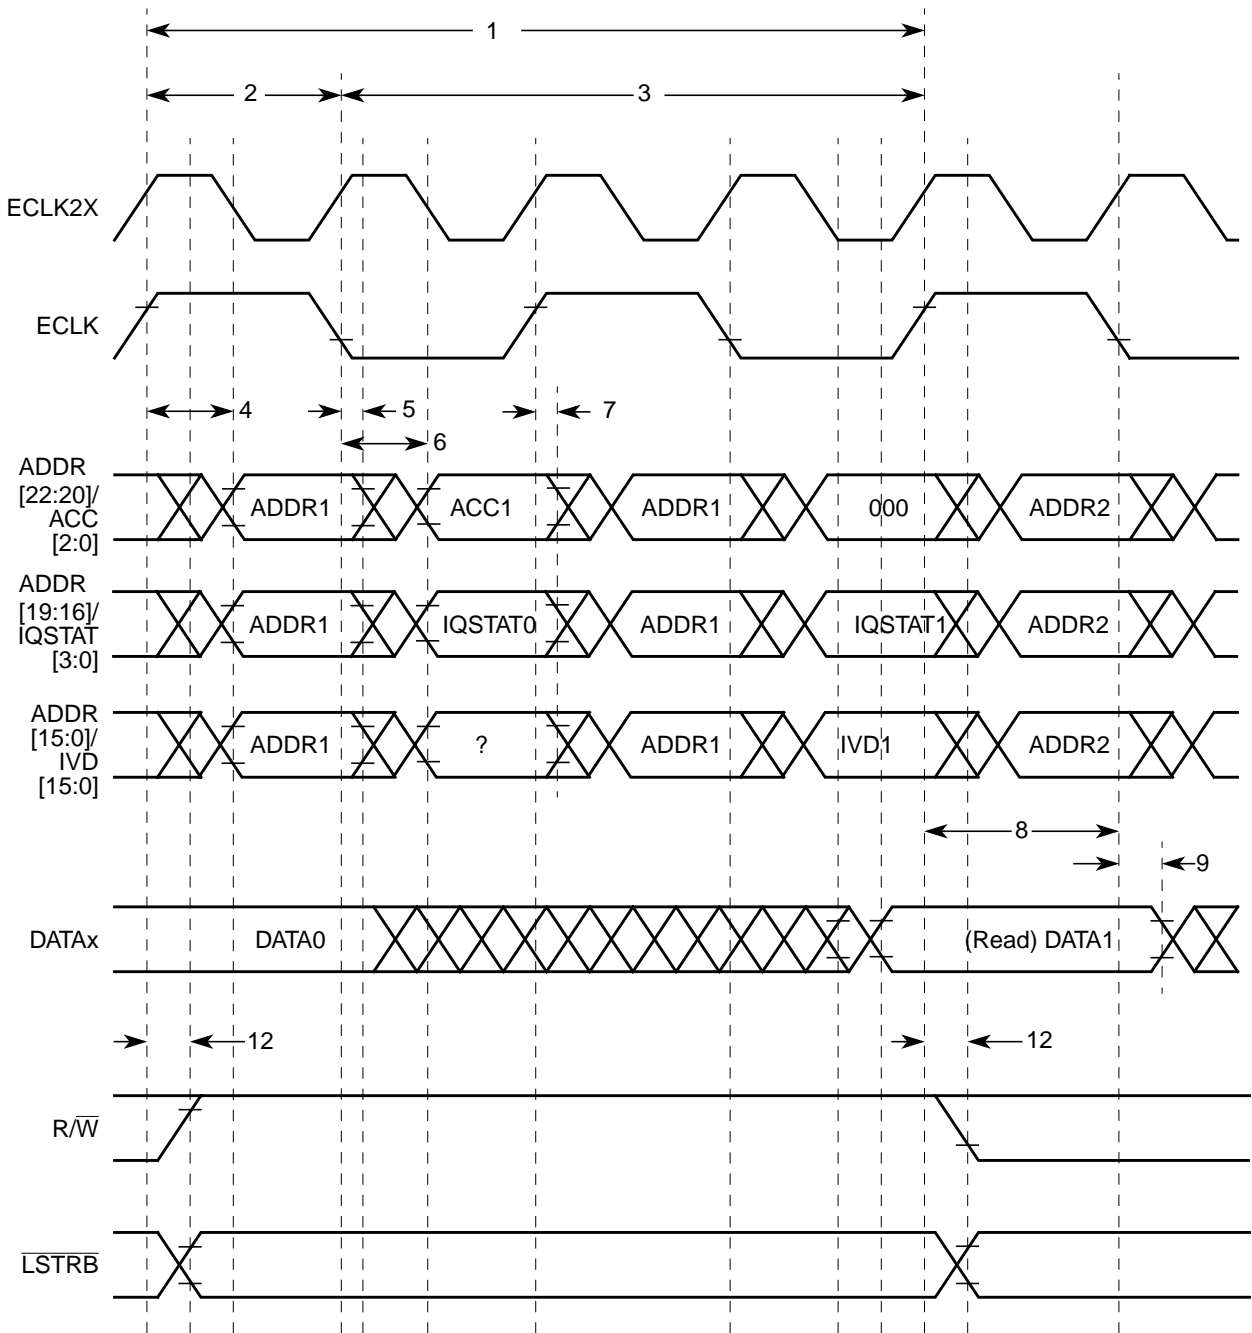 1
2 3
ECLK2X
ECLK
4 5 7
6
ADDR
[22:20]/
ACC
[2:0]
ADDR1 ACC1 ADDR1 000 ADDR2
ADDR
[19:16]/
IQSTAT
[3:0]
ADDR1 IQSTAT0 ADDR1 IQSTAT1 ADDR2
ADDR
[15:0]/
IVD
[15:0]
ADDR1 ? ADDR1 IVD1 ADDR2
8
9
DATAx DATA0 (Read) DATA1
12 12
R/W
LSTRB